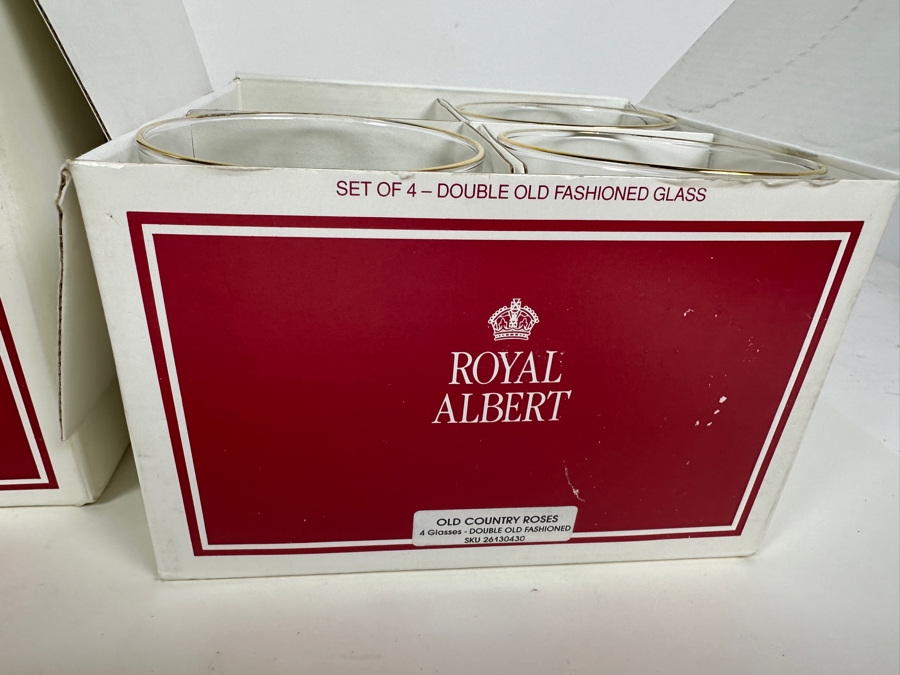 SET OF 4 – DOUBLE OLD FASHIONED GLASS
ROYAL
ALBERT
OLD COUNTRY ROSES
4 Glasses - DOUBLE OLD FASHIONED
SKU 26130430